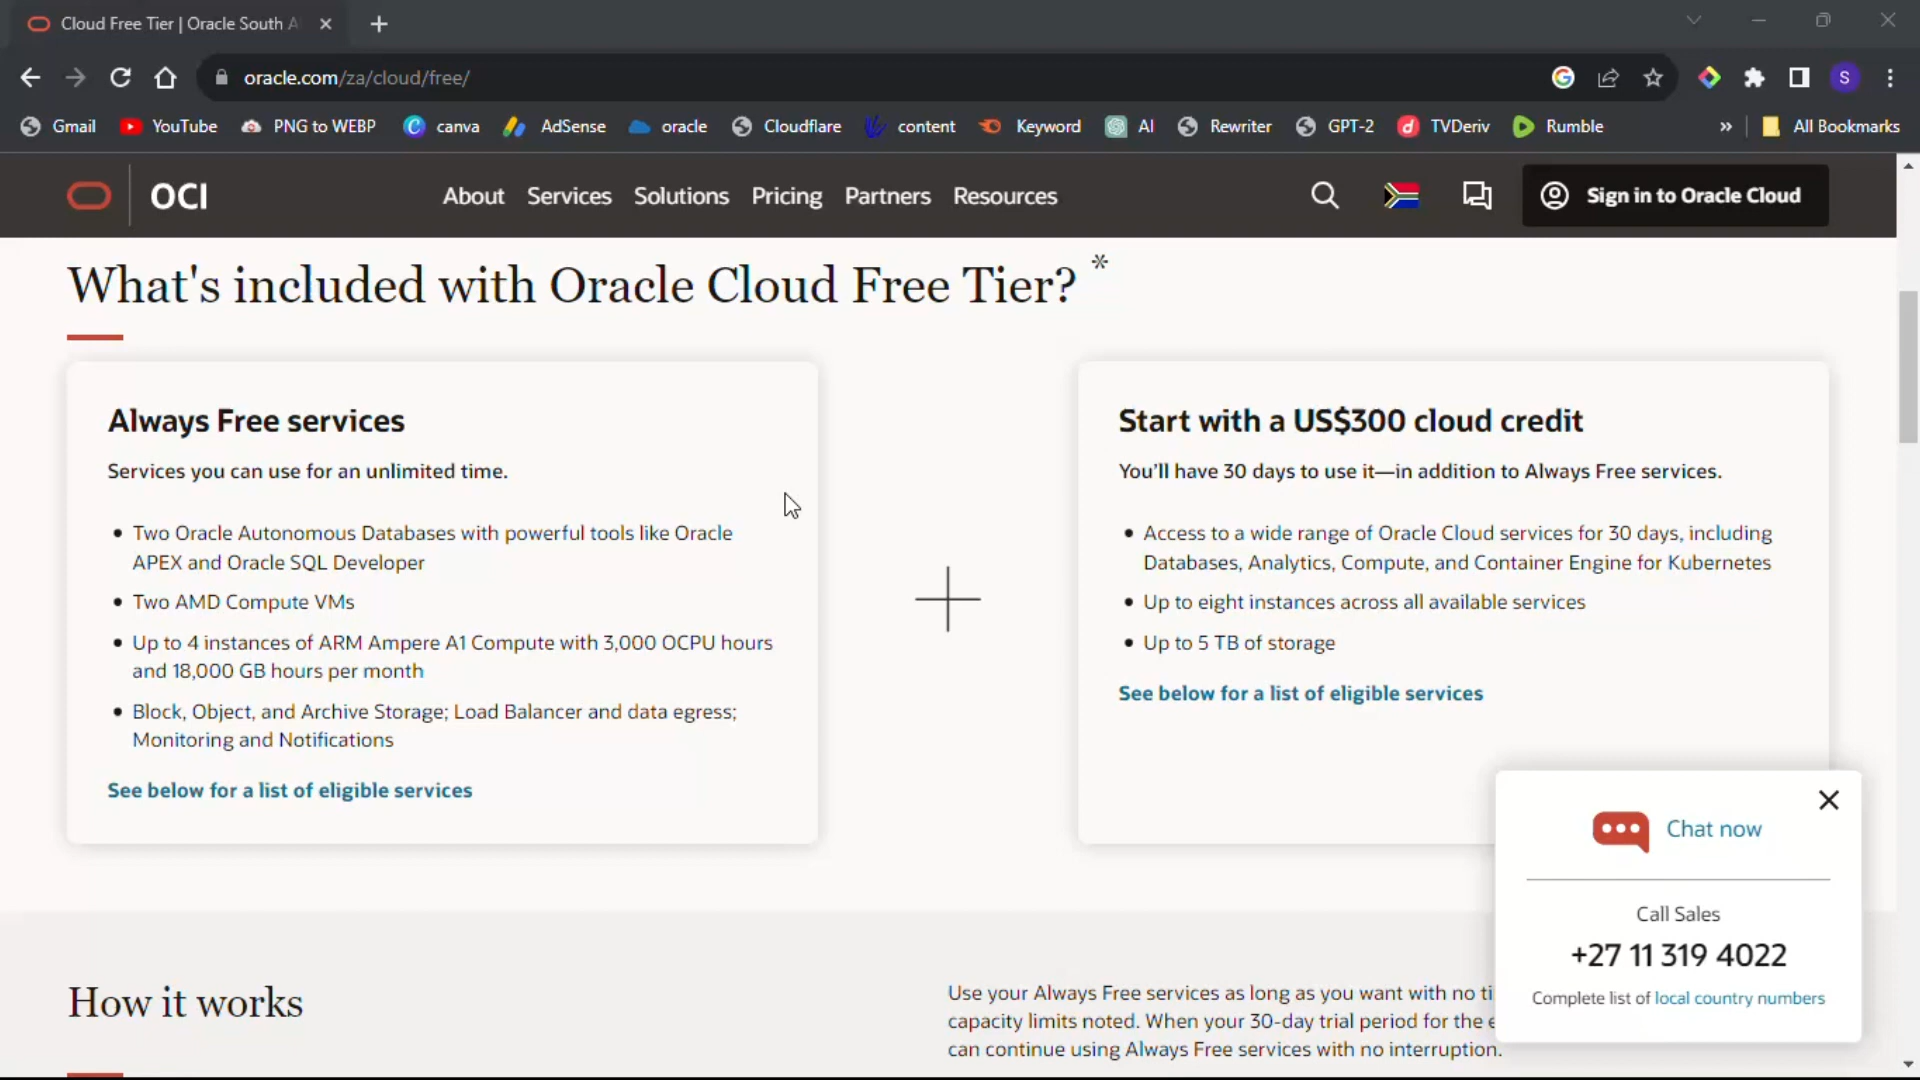 Cloud Free Tier | Oracle South A
oracle.com/za/cloud/free/
S
Gmail YouTube PNG to WEBP canva AdSense oracle Cloudflare content Keyword AI Rewriter GPT-2 TVDeriv Rumble » All Bookmarks
OCI About Services Solutions Pricing Partners Resources Sign in to Oracle Cloud
What's included with Oracle Cloud Free Tier? *
Always Free services
Services you can use for an unlimited time.
• Two Oracle Autonomous Databases with powerful tools like Oracle
APEX and Oracle SQL Developer
• Two AMD Compute VMs
• Up to 4 instances of ARM Ampere A1 Compute with 3,000 OCPU hours
and 18,000 GB hours per month
• Block, Object, and Archive Storage; Load Balancer and data egress;
Monitoring and Notifications
See below for a list of eligible services
Start with a US$300 cloud credit
You'll have 30 days to use it—in addition to Always Free services.
• Access to a wide range of Oracle Cloud services for 30 days, including
Databases, Analytics, Compute, and Container Engine for Kubernetes
• Up to eight instances across all available services
• Up to 5 TB of storage
See below for a list of eligible services
Chat now
Call Sales
+27 11 319 4022
Complete list of local country numbers
How it works
Use your Always Free services as long as you want with no ti
capacity limits noted. When your 30-day trial period for the e
can continue using Always Free services with no interruption.